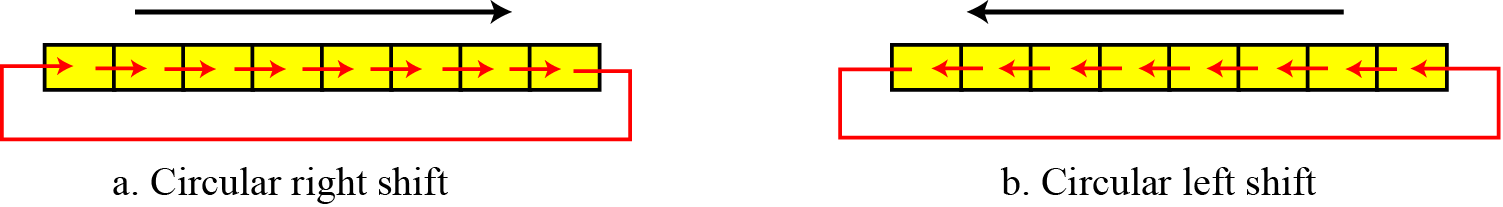 a. Circular right shift
b. Circular left shift